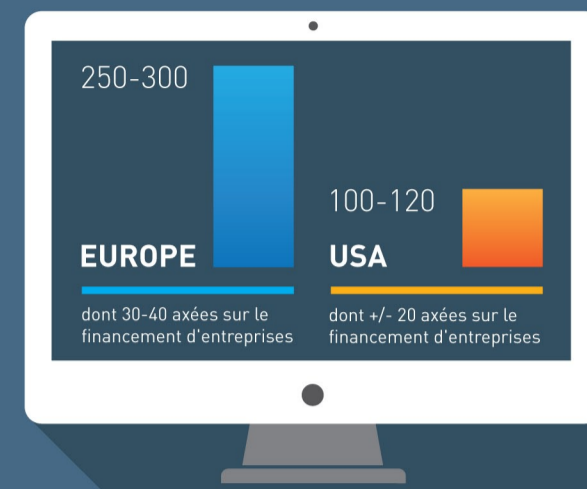 250-300
EUROPE
dont 30-40 axées sur le
financement d'entreprises
100-120
USA
dont +/- 20 axées sur le
financement d'entreprises